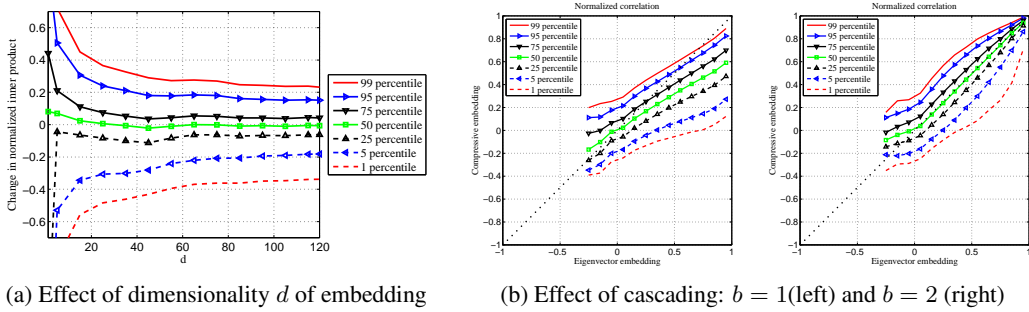 Change in normalized inner product
0.6
0.4
0.2
0
−0.2
−0.4
−0.6
20
40
60
80
100
120
d
99 percentile
95 percentile
75 percentile
50 percentile
25 percentile
5 percentile
1 percentile
(a) Effect of dimensionality d of embedding
Normalized correlation
Compressive embedding
1
0.8
0.6
0.4
0.2
0
−0.2
−0.4
−0.6
−0.8
−1
−1
−0.5
0
0.5
1
Eigenvector embedding
99 percentile
95 percentile
75 percentile
50 percentile
25 percentile
5 percentile
1 percentile
Normalized correlation
Compressive embedding
1
0.8
0.6
0.4
0.2
0
−0.2
−0.4
−0.6
−0.8
−1
−1
−0.5
0
0.5
1
Eigenvector embedding
99 percentile
95 percentile
75 percentile
50 percentile
25 percentile
5 percentile
1 percentile
(b) Effect of cascading: b = 1(left) and b = 2 (right)